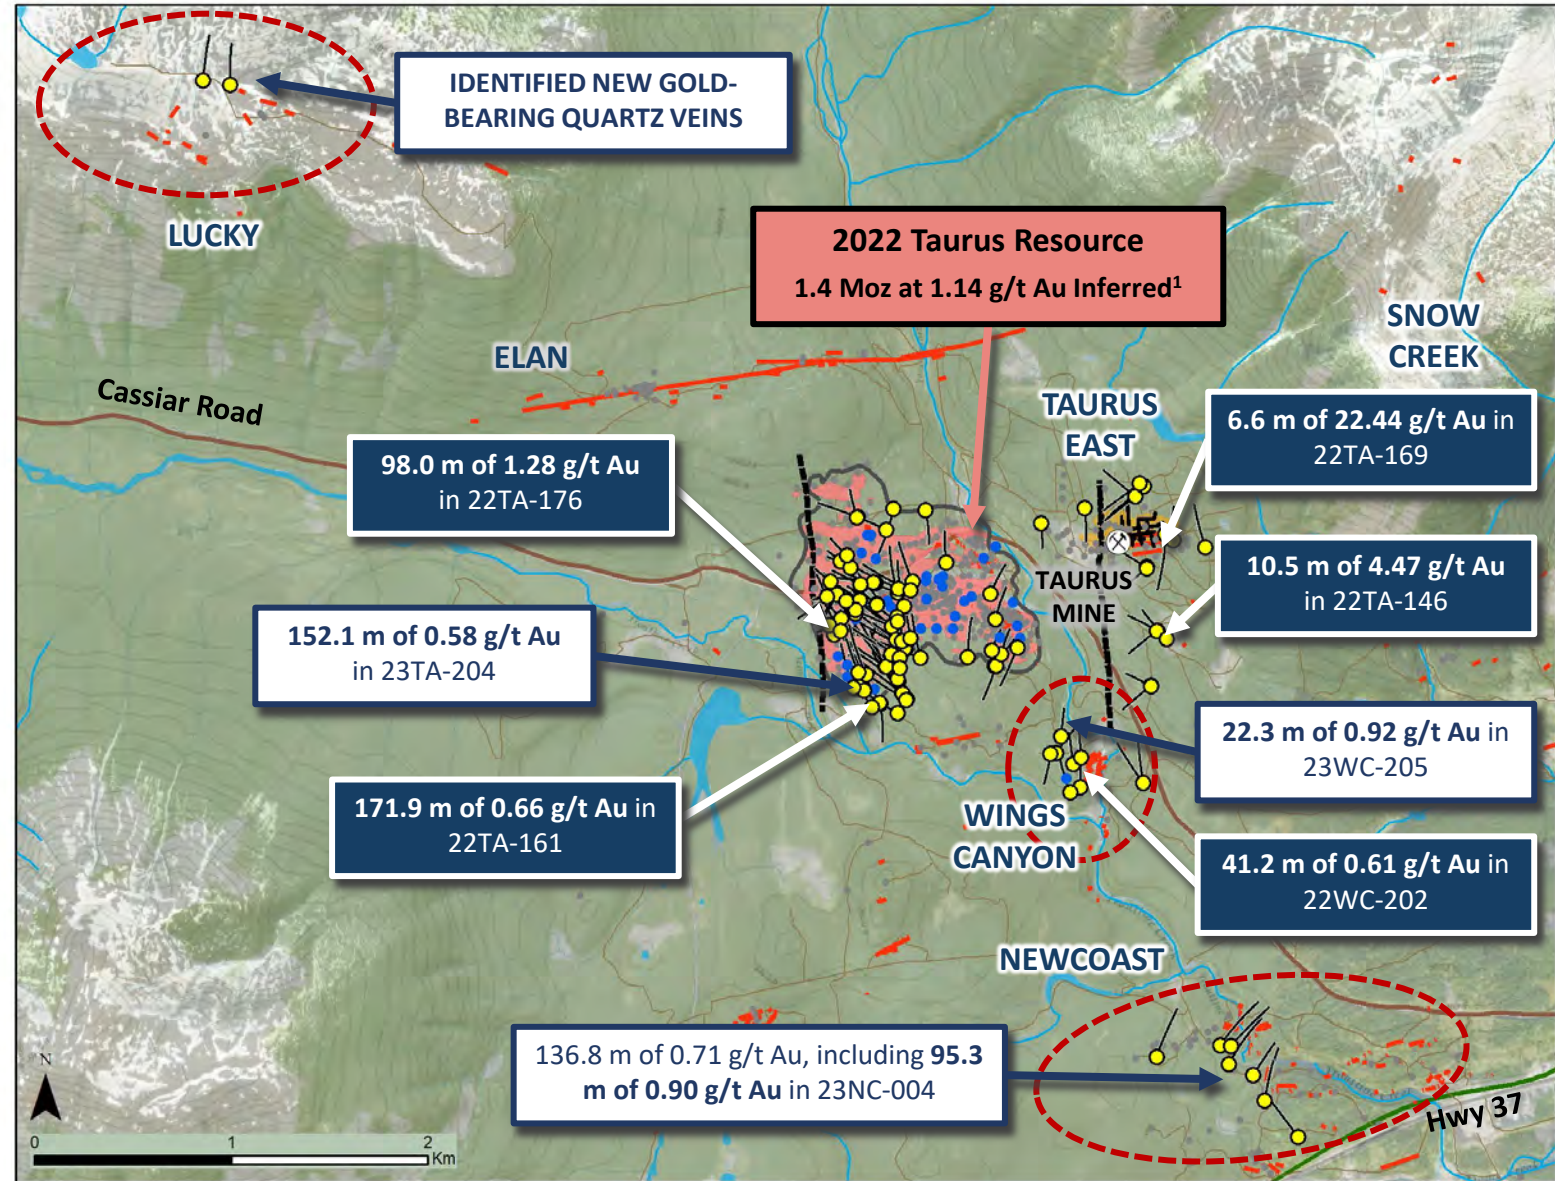 IDENTIFIED NEW GOLD-
BEARING QUARTZ VEINS
LUCKY
2022 Taurus Resource
1.4 Moz at 1.14 g/t Au Inferred¹
SNOW
CREEK
ELAN
Cassiar Road
TAURUS
EAST
6.6 m of 22.44 g/t Au in
22TA-169
98.0 m of 1.28 g/t Au
in 22TA-176
TAURUS
MINE
10.5 m of 4.47 g/t Au
in 22TA-146
152.1 m of 0.58 g/t Au
in 23TA-204
22.3 m of 0.92 g/t Au in
23WC-205
171.9 m of 0.66 g/t Au in
22TA-161
WINGS
CANYON
41.2 m of 0.61 g/t Au in
22WC-202
NEWCOAST
136.8 m of 0.71 g/t Au, including 95.3
m of 0.90 g/t Au in 23NC-004
Hwy 37
N
0 1 2
Km